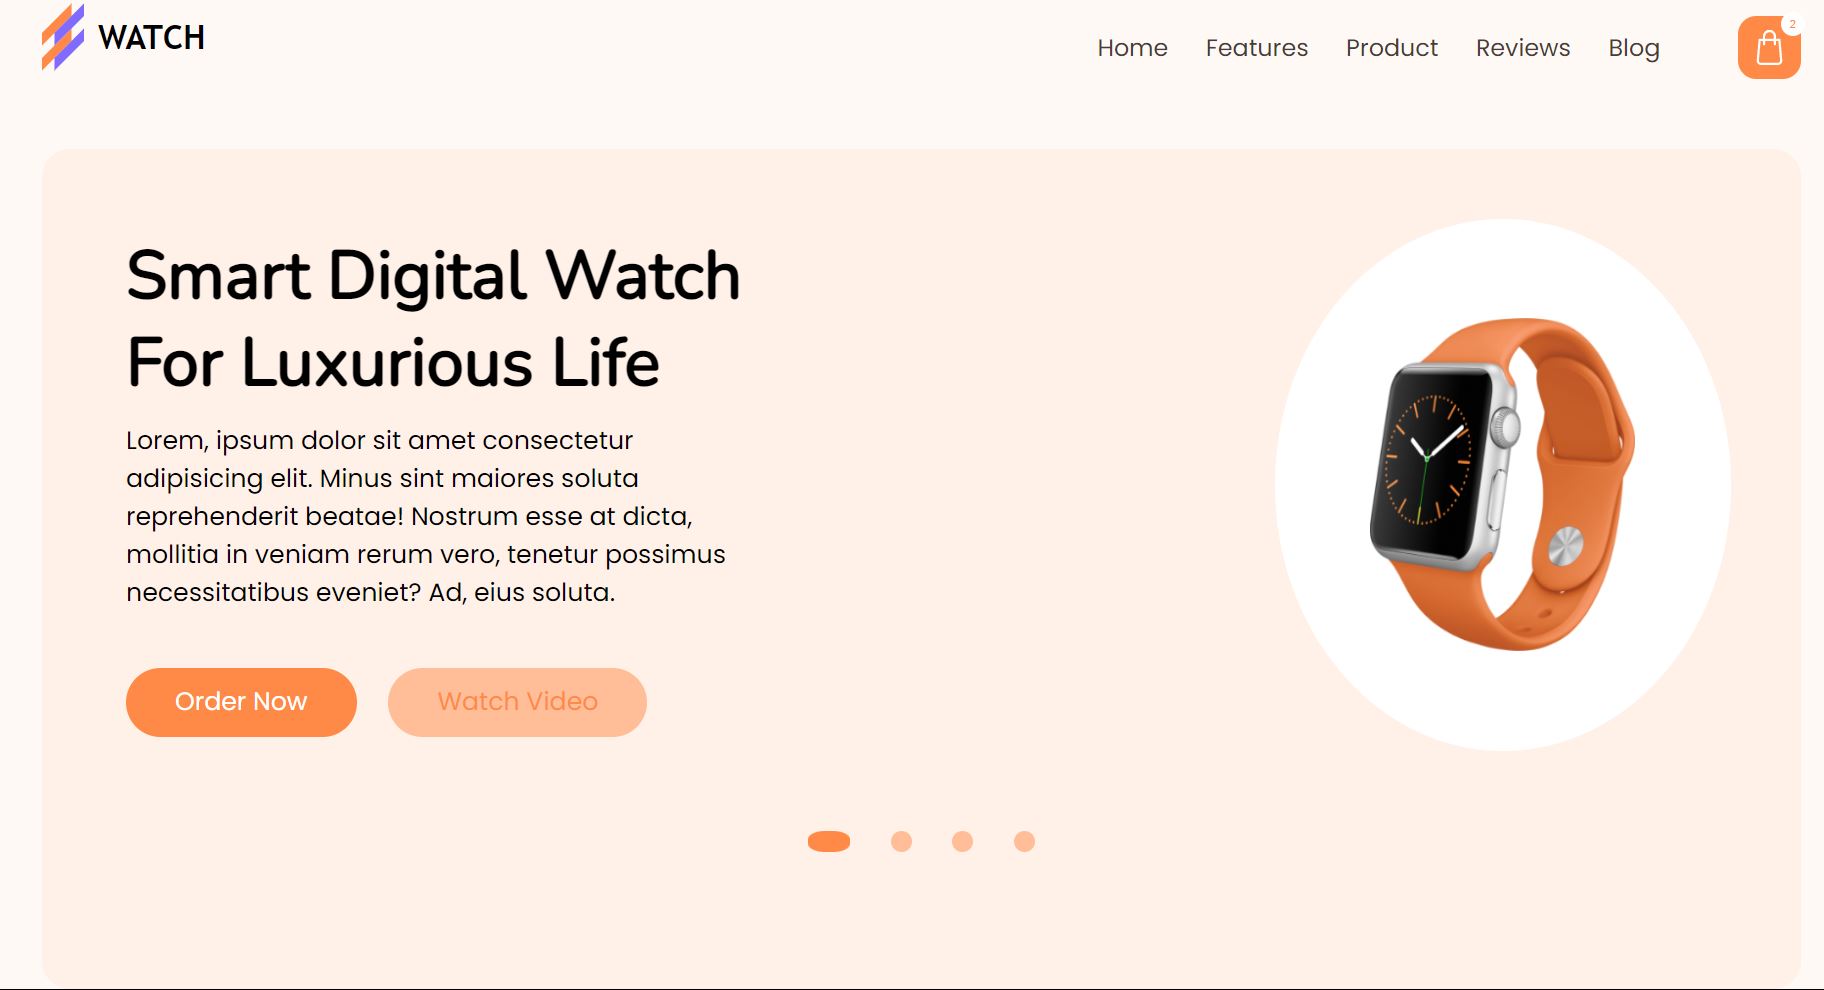 WATCH
Home Features Product Reviews Blog
2
Smart Digital Watch
For Luxurious Life
Lorem, ipsum dolor sit amet consectetur
adipisicing elit. Minus sint maiores soluta
reprehenderit beatae! Nostrum esse at dicta,
mollitia in veniam rerum vero, tenetur possimus
necessitatibus eveniet? Ad, eius soluta.
Order Now Watch Video